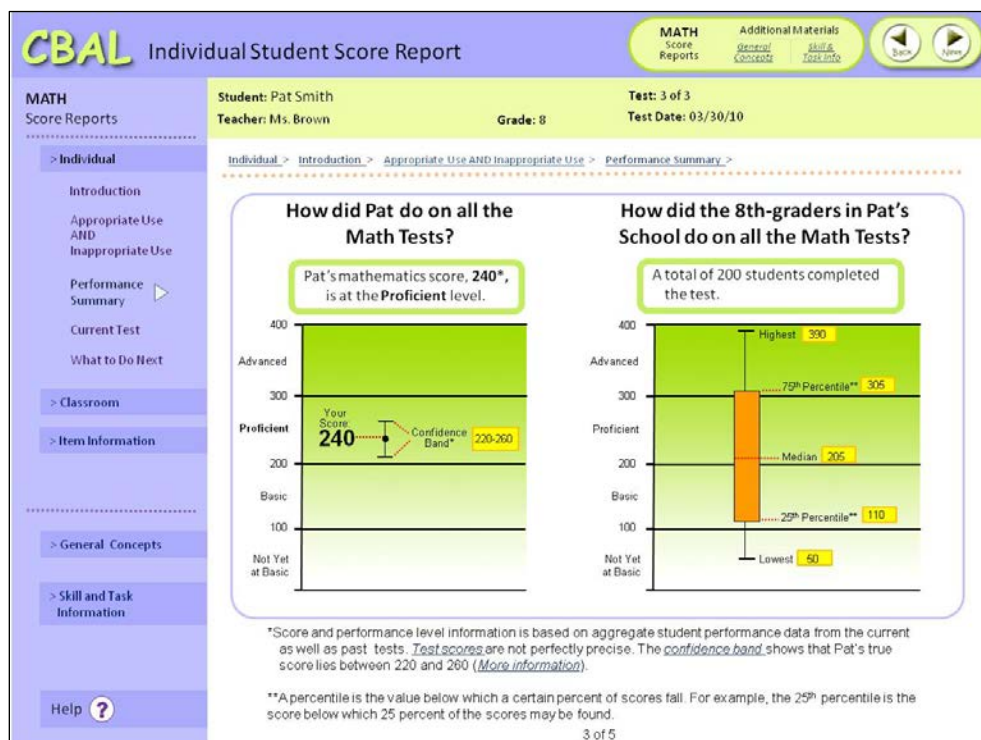 CBAL Individual Student Score Report
MATH
Score
Reports
Additional Materials
General
Concepts
Skill &
Task Info
Back
Next
MATH
Score Reports
> Individual
Introduction
Appropriate Use
AND
Inappropriate Use
Performance
Summary
Current Test
What to Do Next
> Classroom
> Item Information
> General Concepts
> Skill and Task
Information
Help ?
Student: Pat Smith
Test: 3 of 3
Teacher: Ms. Brown
Grade: 8
Test Date: 03/30/10
Individual > Introduction > Appropriate Use AND Inappropriate Use > Performance Summary >
How did Pat do on all the
Math Tests?
Pat's mathematics score, 240*,
is at the Proficient level.
400
Advanced
300
Proficient
200
Basic
100
Not Yet
at Basic
Your
Score:
240
Confidence
Band*
220-260
How did the 8th-graders in Pat's
School do on all the Math Tests?
A total of 200 students completed
the test.
400
Advanced
300
Proficient
200
Basic
100
Not Yet
at Basic
Highest 390
75th Percentile** 305
Median 205
25th Percentile** 110
Lowest 60
*Score and performance level information is based on aggregate student performance data from the current
as well as past tests. Test scores are not perfectly precise. The confidence band shows that Pat's true
score lies between 220 and 260 (More information).
**A percentile is the value below which a certain percent of scores fall. For example, the 25th percentile is the
score below which 25 percent of the scores may be found.
3 of 5